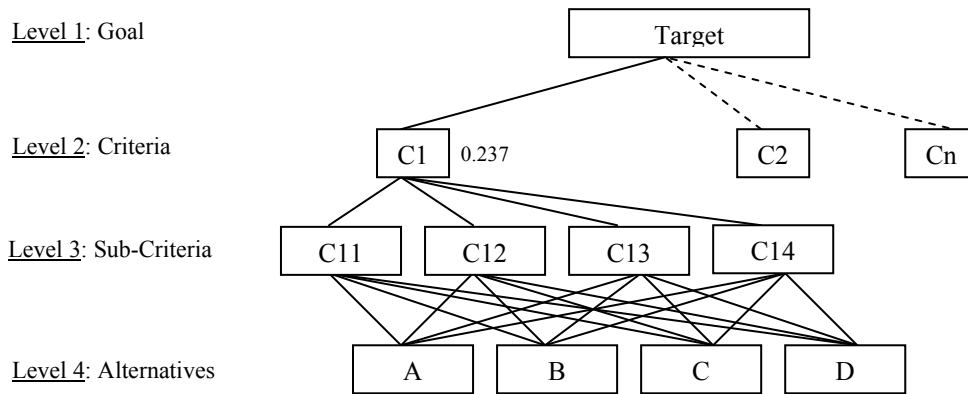 Level 1: Goal
Target
Level 2: Criteria
C1 0.237 C2 Cn
Level 3: Sub-Criteria
C11 C12 C13 C14
Level 4: Alternatives
A B C D